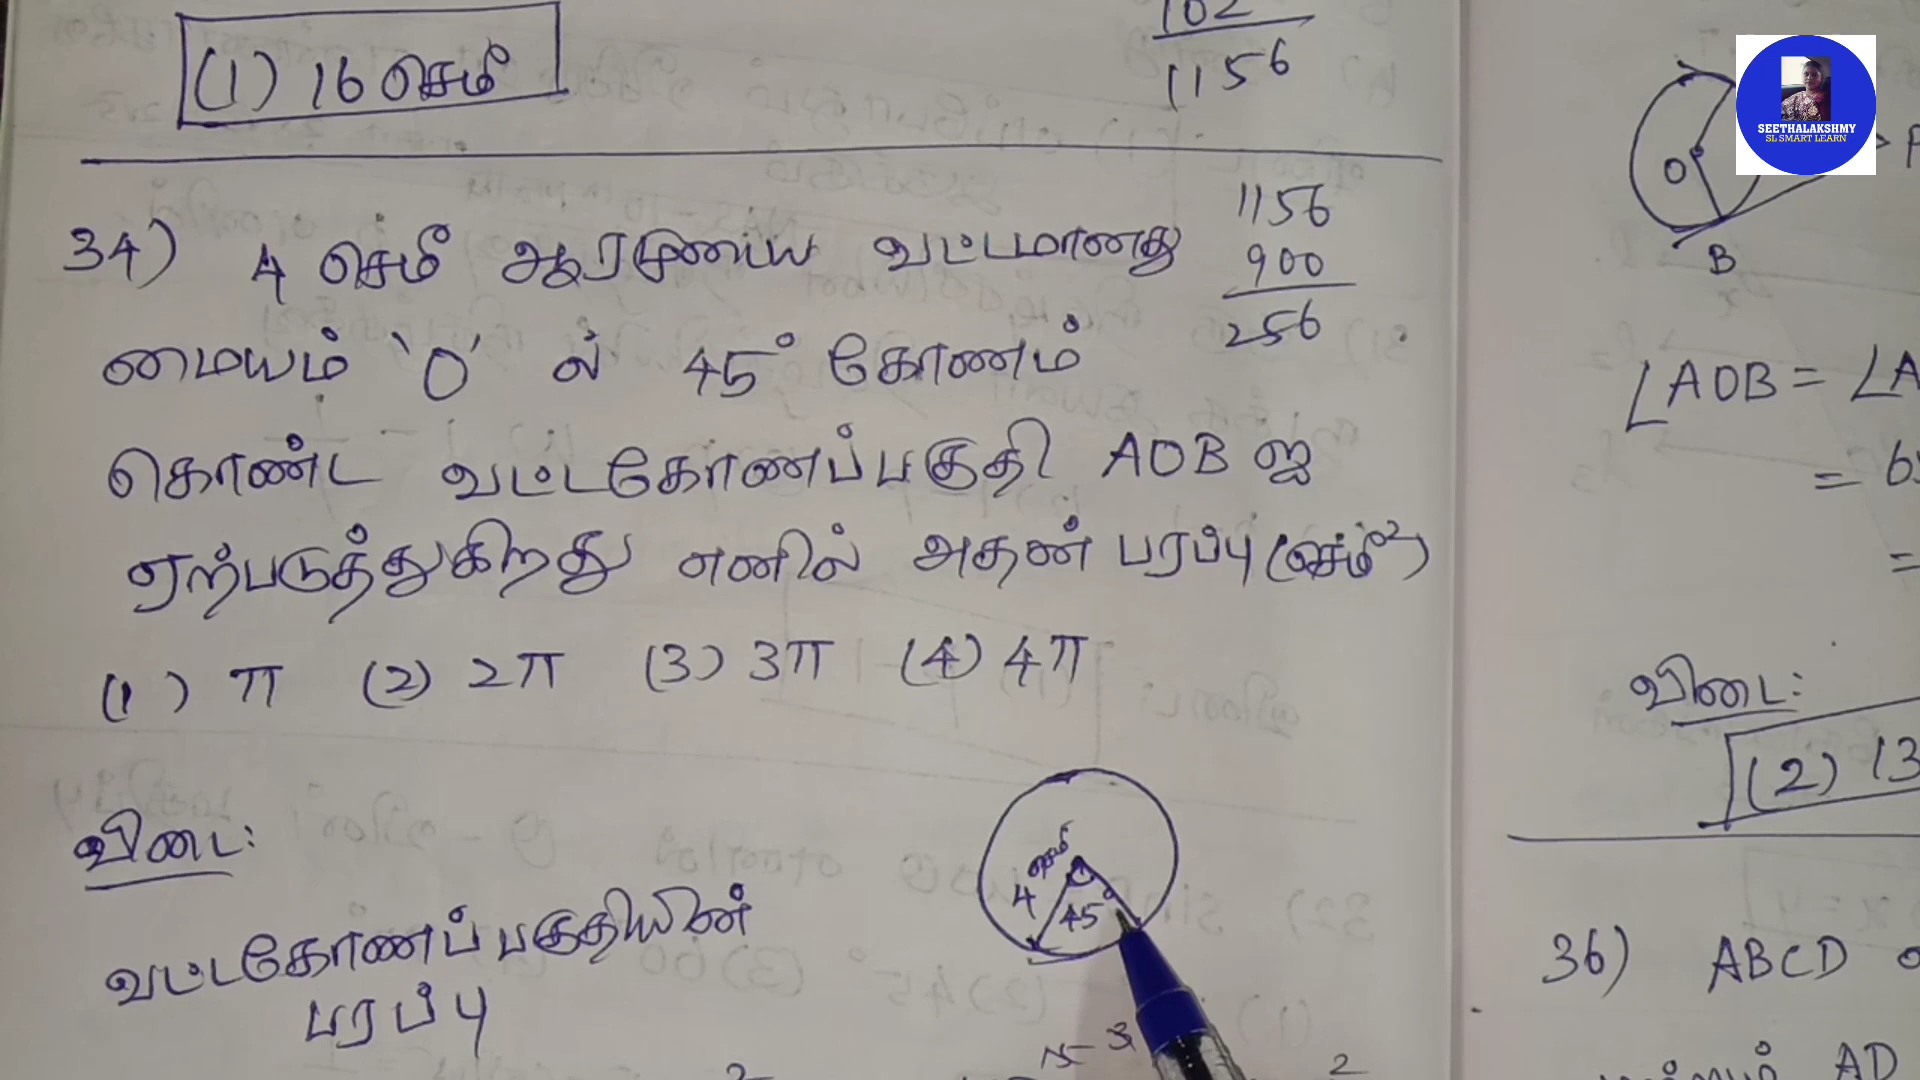 (1) 16 செமீ
102
1156
34) 4 செமீ ஆரமுடைய வட்டமானது
மையம் 'O' ல் 45° கோணம்
கொண்ட வட்டகோணப்பகுதி AOB ஐ
ஏற்படுத்துகிறது எனில் அதன் பரப்பு (செமீ²)
(1) π (2) 2π (3) 3π (4) 4π
1156
900
256
விடை:
வட்டகோணப்பகுதியின்
பரப்பு
4 செமீ
45
SEETHALAKSHMY
SL SMART LEARN
O
B
∠AOB = ∠A
=
=
விடை:
(2) 13
36) ABCD
AD